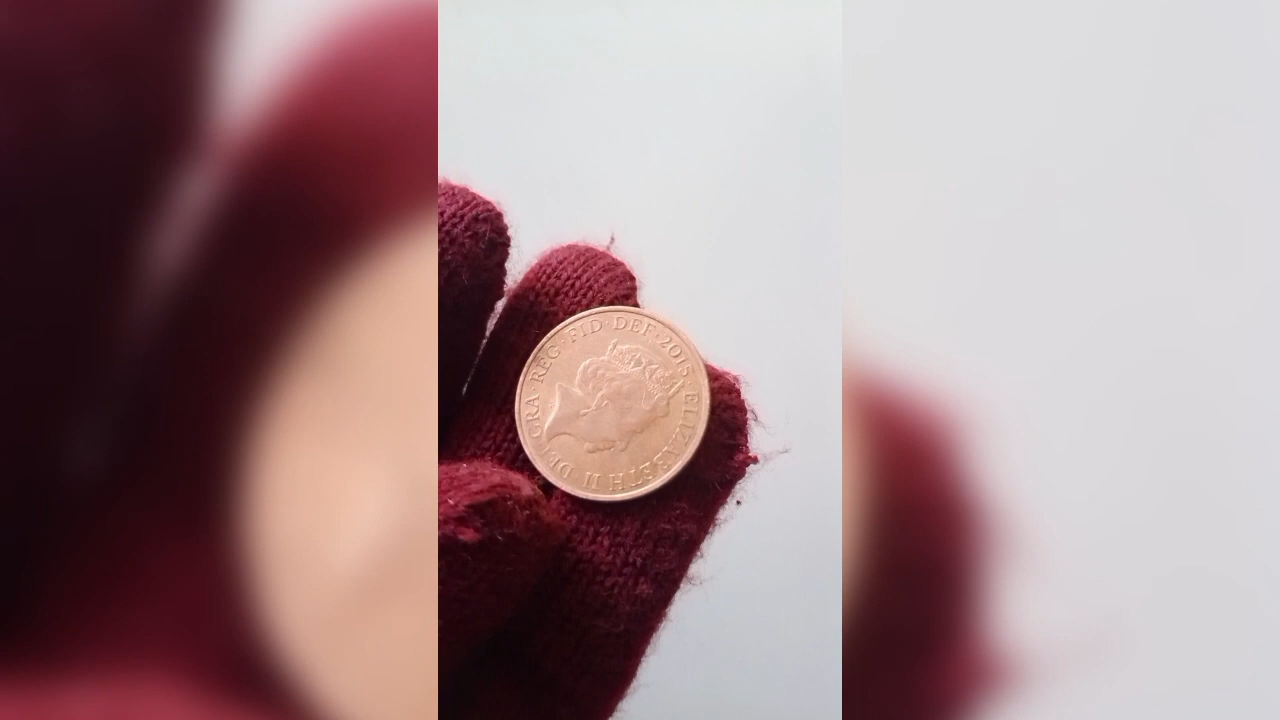 ELIZABETH II · DEI · GRA · REG · FID · DEF · 2015 ·